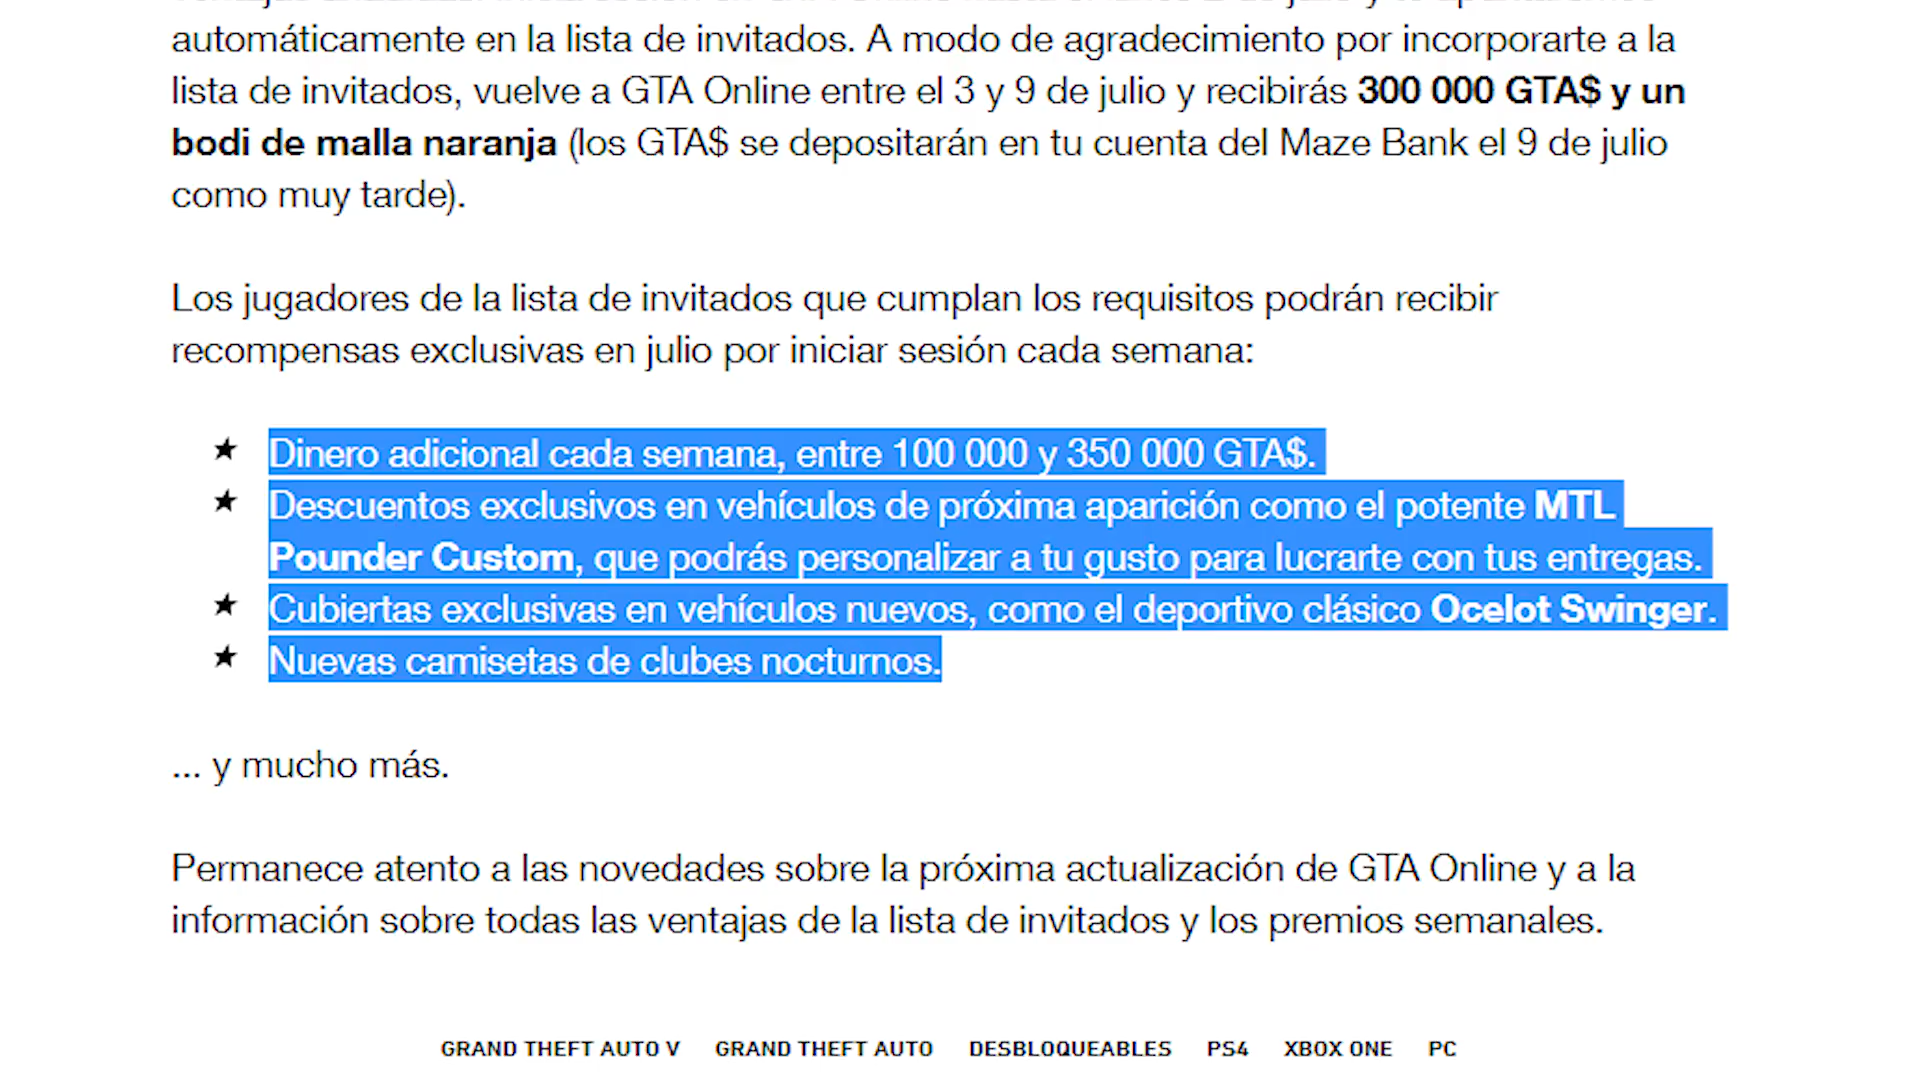 automáticamente en la lista de invitados. A modo de agradecimiento por incorporarte a la
lista de invitados, vuelve a GTA Online entre el 3 y 9 de julio y recibirás 300 000 GTA$ y un
bodi de malla naranja (los GTA$ se depositarán en tu cuenta del Maze Bank el 9 de julio
como muy tarde).
Los jugadores de la lista de invitados que cumplan los requisitos podrán recibir
recompensas exclusivas en julio por iniciar sesión cada semana:
★ Dinero adicional cada semana, entre 100 000 y 350 000 GTA$.
★ Descuentos exclusivos en vehículos de próxima aparición como el potente MTL
Pounder Custom, que podrás personalizar a tu gusto para lucrarte con tus entregas.
★ Cubiertas exclusivas en vehículos nuevos, como el deportivo clásico Ocelot Swinger.
★ Nuevas camisetas de clubes nocturnos.
... y mucho más.
Permanece atento a las novedades sobre la próxima actualización de GTA Online y a la
información sobre todas las ventajas de la lista de invitados y los premios semanales.
GRAND THEFT AUTO V GRAND THEFT AUTO DESBLOQUEABLES PS4 XBOX ONE PC